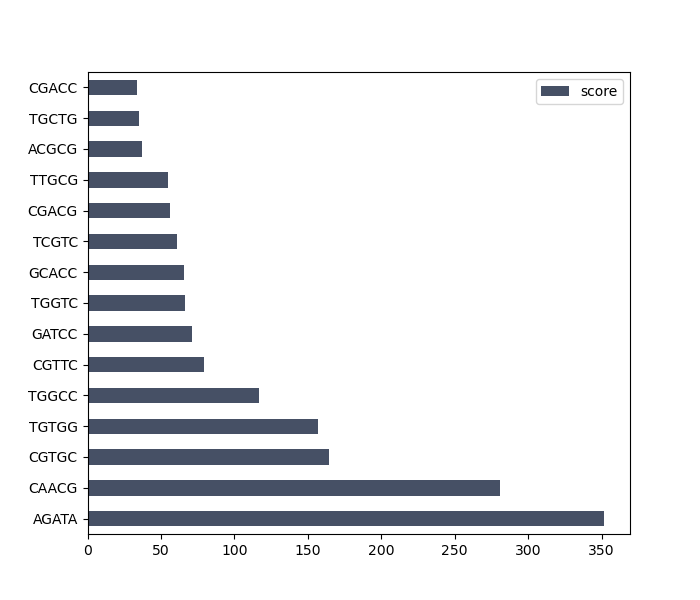 score
CGACC
TGCTG
ACGCG
TTGCG
CGACG
TCGTC
GCACC
TGGTC
GATCC
CGTTC
TGGCC
TGTGG
CGTGC
CAACG
AGATA
0 50 100 150 200 250 300 350